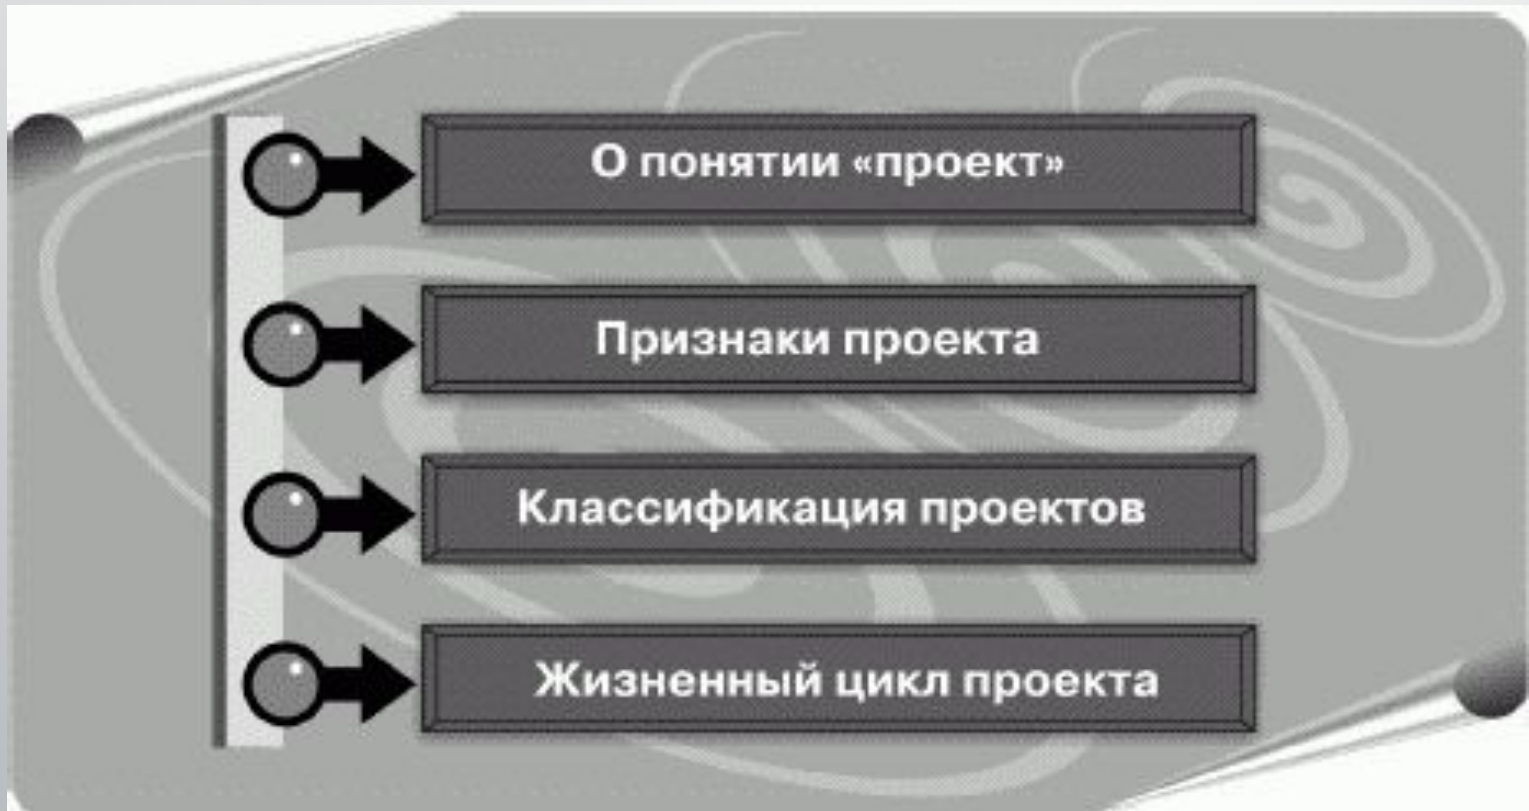 О понятии «проект»
Признаки проекта
Классификация проектов
Жизненный цикл проекта